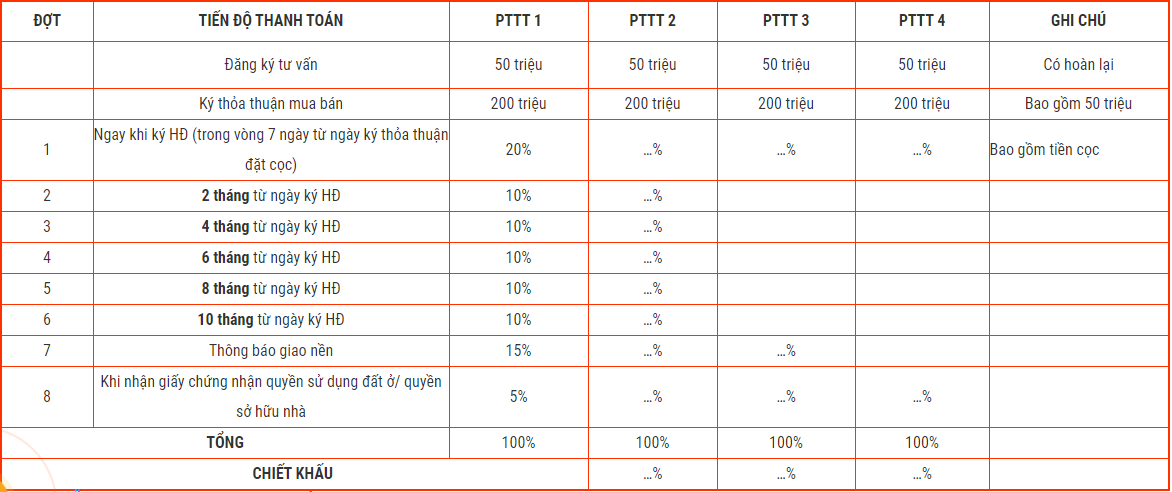 ĐỢT TIẾN ĐỘ THANH TOÁN PTTT 1 PTTT 2 PTTT 3 PTTT 4 GHI CHÚ
Đăng ký tư vấn 50 triệu 50 triệu 50 triệu 50 triệu Có hoàn lại
Ký thỏa thuận mua bán 200 triệu 200 triệu 200 triệu 200 triệu Bao gồm 50 triệu
Ngay khi ký HĐ (trong vòng 7 ngày từ ngày ký thỏa thuận
1 đặt cọc) 20% ...% ...% ...% Bao gồm tiền cọc
2 2 tháng từ ngày ký HĐ 10% ...%
3 4 tháng từ ngày ký HĐ 10% ...%
4 6 tháng từ ngày ký HĐ 10% ...%
5 8 tháng từ ngày ký HĐ 10% ...%
6 10 tháng từ ngày ký HĐ 10% ...%
7 Thông báo giao nền 15% ...% ...%
Khi nhận giấy chứng nhận quyền sử dụng đất ở/ quyền
8 sở hữu nhà 5% ...% ...% ...%
TỔNG 100% 100% 100% 100%
CHIẾT KHẤU ...% ...% ...%